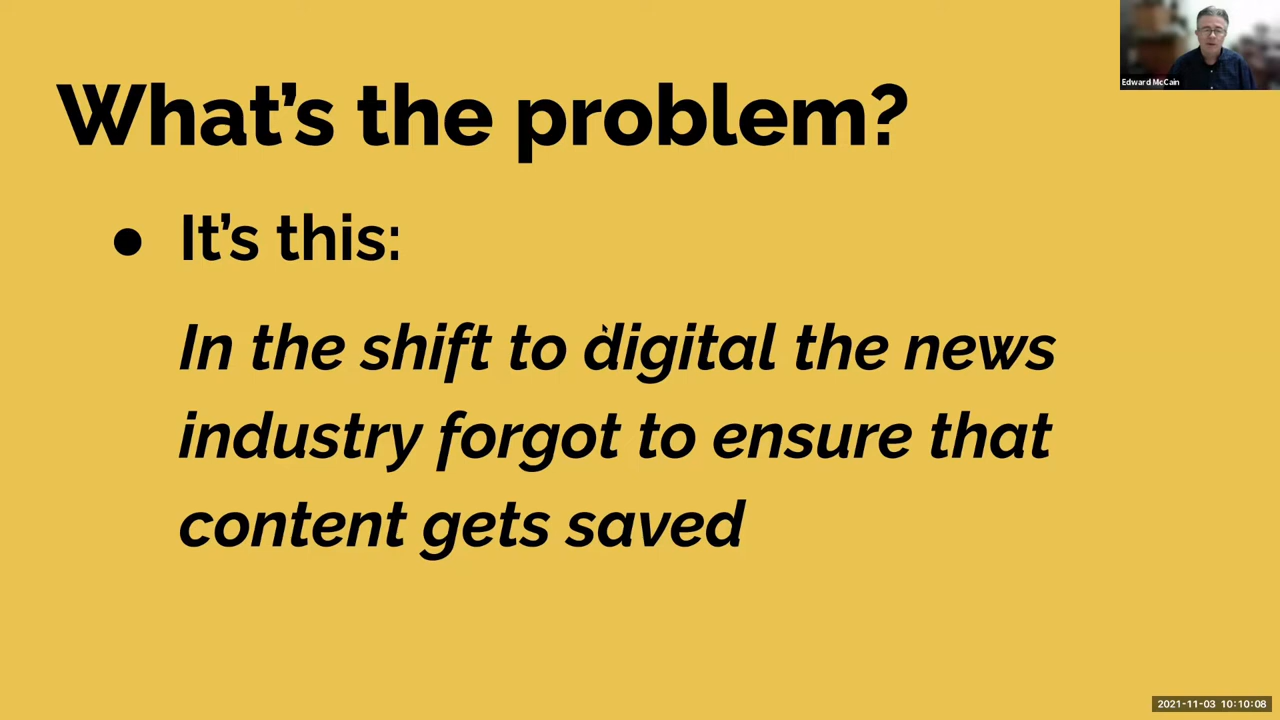 Edward McCain
What's the problem?
● It's this:
In the shift to digital the news
industry forgot to ensure that
content gets saved
2021-11-03 10:10:08